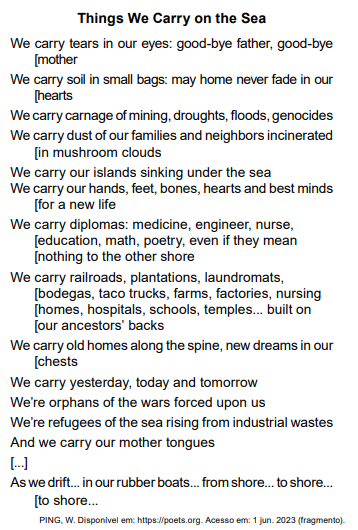 Things We Carry on the Sea
We carry tears in our eyes: good-bye father, good-bye
[mother
We carry soil in small bags: may home never fade in our
[hearts
We carry carnage of mining, droughts, floods, genocides
We carry dust of our families and neighbors incinerated
[in mushroom clouds
We carry our islands sinking under the sea
We carry our hands, feet, bones, hearts and best minds
[for a new life
We carry diplomas: medicine, engineer, nurse,
[education, math, poetry, even if they mean
[nothing to the other shore
We carry railroads, plantations, laundromats,
[bodegas, taco trucks, farms, factories, nursing
[homes, hospitals, schools, temples... built on
[our ancestors’ backs
We carry old homes along the spine, new dreams in our
[chests
We carry yesterday, today and tomorrow
We’re orphans of the wars forced upon us
We’re refugees of the sea rising from industrial wastes
And we carry our mother tongues
[...]
As we drift... in our rubber boats... from shore... to shore...
[to shore...
PING, W. Disponível em: https://poets.org. Acesso em: 1 jun. 2023 (fragmento).